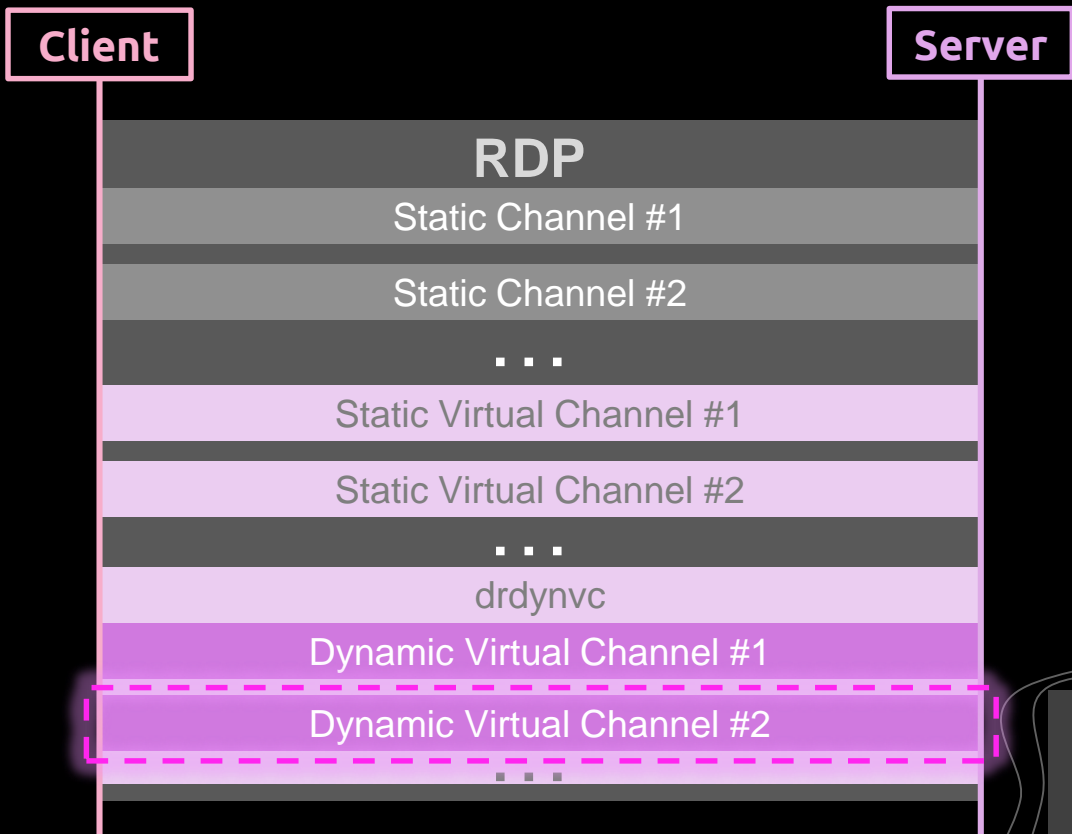 Client
Server
RDP
Static Channel #1
Static Channel #2
...
Static Virtual Channel #1
Static Virtual Channel #2
...
drdynvc
Dynamic Virtual Channel #1
Dynamic Virtual Channel #2
...